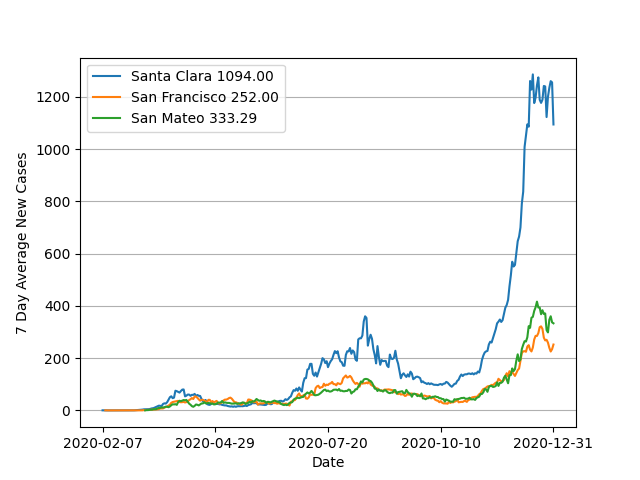 Santa Clara 1094.00
San Francisco 252.00
San Mateo 333.29
7 Day Average New Cases
1200
1000
800
600
400
200
0
2020-02-07 2020-04-29 2020-07-20 2020-10-10 2020-12-31
Date